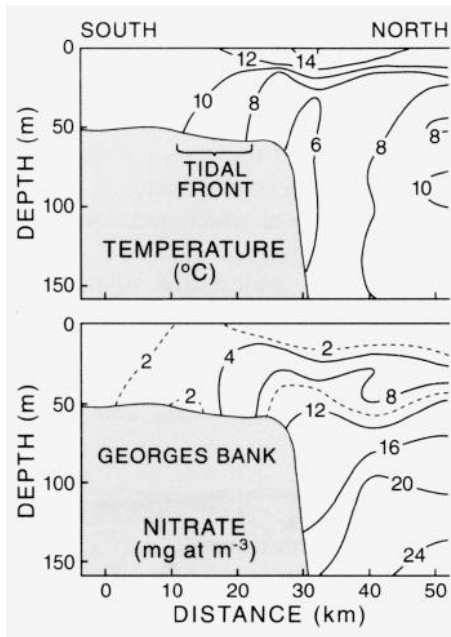 SOUTH NORTH
0
12 14
10 8
50
6 8 8
TIDAL
FRONT
10
100
TEMPERATURE
(ºC)
150
DEPTH (m)
0
2 4 2
2 8
50
12
GEORGES BANK
16
100
20
NITRATE
(mg at m⁻³)
24
150
DEPTH (m)
0 10 20 30 40 50
DISTANCE (km)